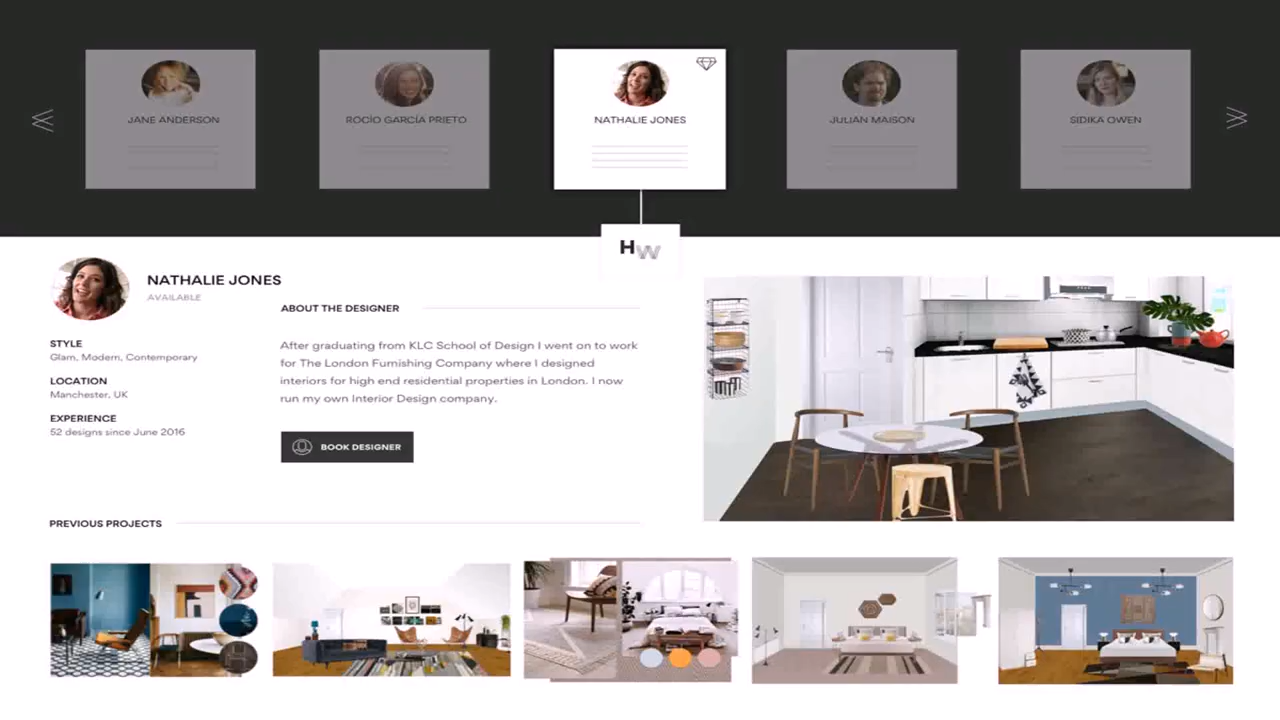 JANE ANDERSON
ROCÍO GARCÍA PRIETO
NATHALIE JONES
JULIAN MAISON
SIDIKA OWEN
HW
NATHALIE JONES
AVAILABLE
STYLE
Glam, Modern, Contemporary
LOCATION
Manchester, UK
EXPERIENCE
52 designs since June 2016
ABOUT THE DESIGNER
After graduating from KLC School of Design I went on to work
for The London Furnishing Company where I designed
interiors for high end residential properties in London. I now
run my own Interior Design company.
BOOK DESIGNER
PREVIOUS PROJECTS